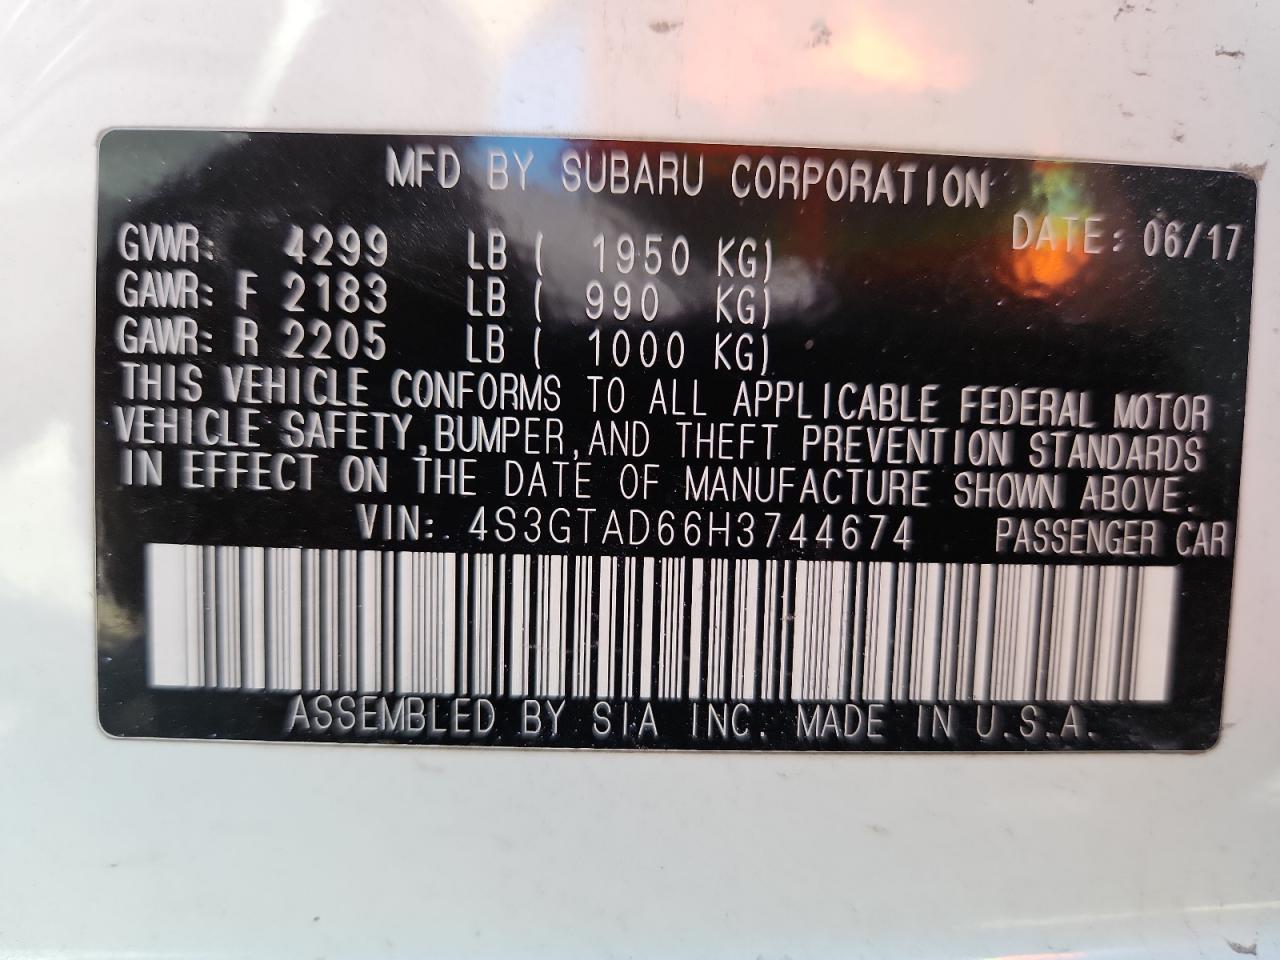 MFD BY SUBARU CORPORATION
DATE: 06/17
GVWR: 4299 LB ( 1950 KG)
GAWR: F 2183 LB ( 990 KG)
GAWR: R 2205 LB ( 1000 KG)
THIS VEHICLE CONFORMS TO ALL APPLICABLE FEDERAL MOTOR
VEHICLE SAFETY,BUMPER,AND THEFT PREVENTION STANDARDS
IN EFFECT ON THE DATE OF MANUFACTURE SHOWN ABOVE.
VIN: 4S3GTAD66H3744674 PASSENGER CAR
ASSEMBLED BY SIA INC. MADE IN U.S.A.